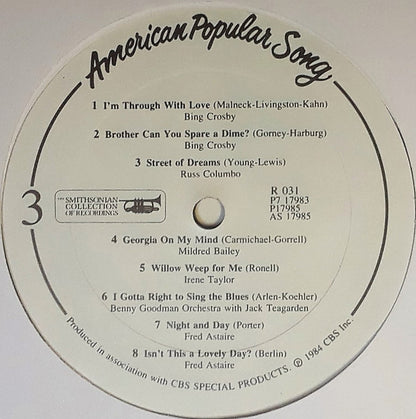 American Popular Song
1 I'm Through With Love (Malneck-Livingston-Kahn)
Bing Crosby
2 Brother Can You Spare a Dime? (Gorney-Harburg)
Bing Crosby
3 Street of Dreams (Young-Lewis)
Russ Columbo
3
THE SMITHSONIAN
COLLECTION
OF RECORDINGS
R 031
P7 17983
P17985
AS 17985
4 Georgia On My Mind (Carmichael-Gorrell)
Mildred Bailey
5 Willow Weep for Me (Ronell)
Irene Taylor
6 I Gotta Right to Sing the Blues (Arlen-Koehler)
Benny Goodman Orchestra with Jack Teagarden
7 Night and Day (Porter)
Fred Astaire
8 Isn't This a Lovely Day? (Berlin)
Fred Astaire
Produced in association with CBS SPECIAL PRODUCTS. ℗ 1984 CBS Inc.